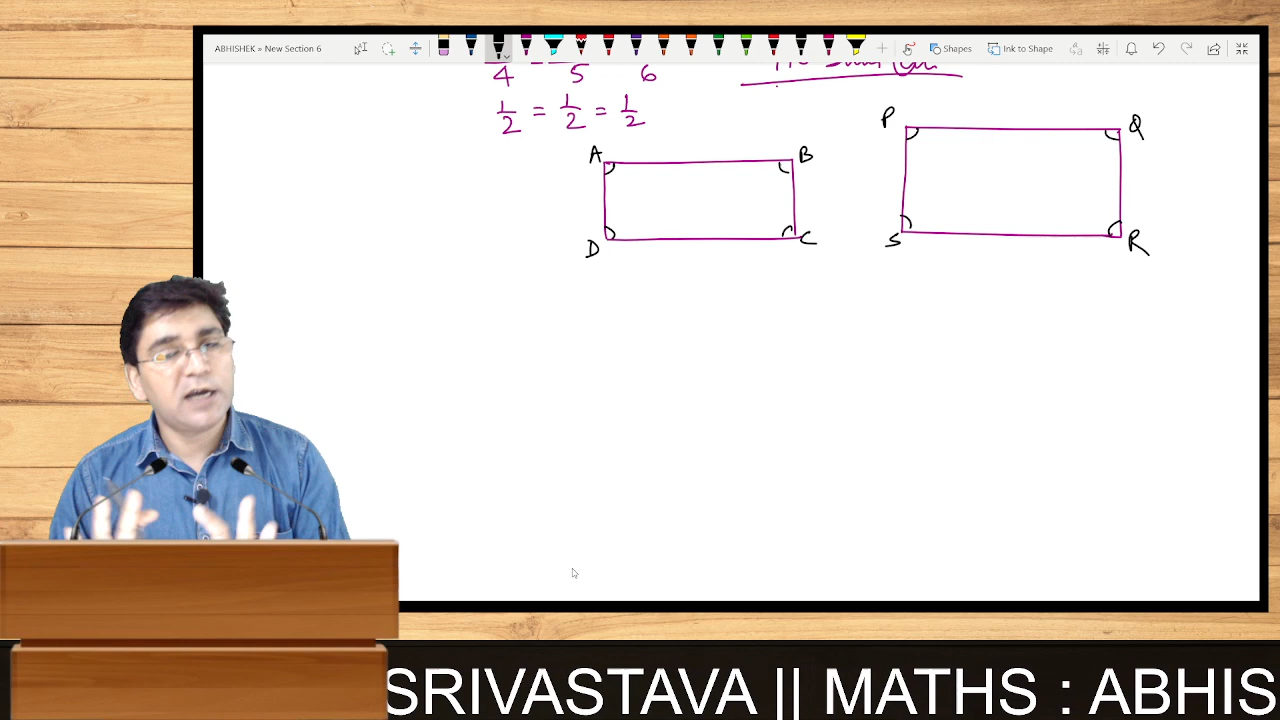 ABHISHEK » New Section 6
Shapes
Ink to Shape
4 5 6
1/2 = 1/2 = 1/2
A B
D C
P Q
S R
SRIVASTAVA || MATHS : ABHIS